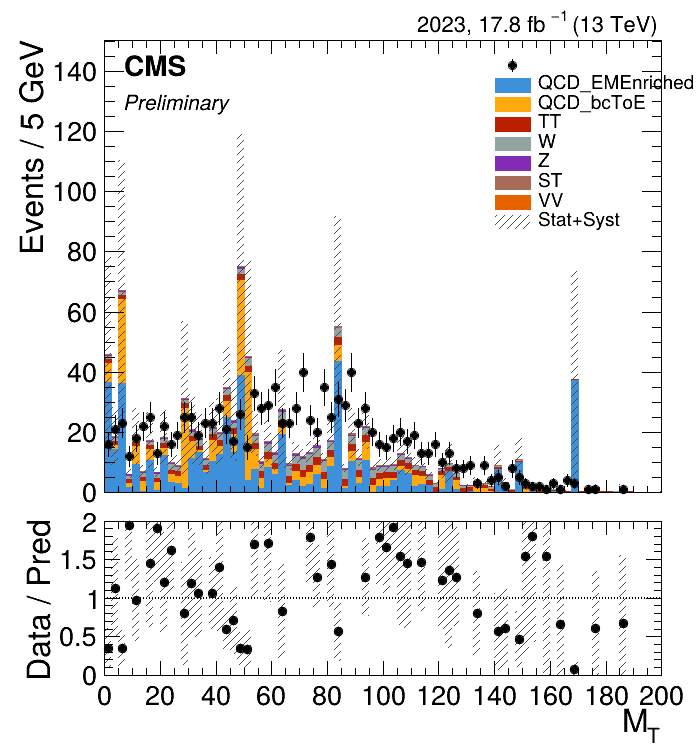 2023, 17.8 fb⁻¹ (13 TeV)
CMS
Preliminary
Events / 5 GeV
140
120
100
80
60
40
20
0
QCD_EMEnriched
QCD_bcToE
TT
W
Z
ST
VV
Stat+Syst
Data / Pred
2
1.5
1
0.5
0
0 20 40 60 80 100 120 140 160 180 200
M_T